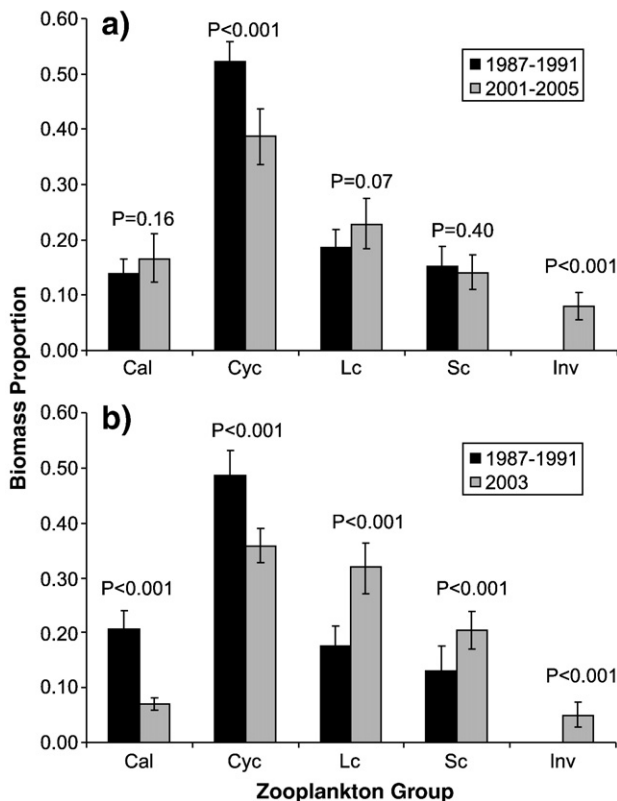 a)
P<0.001
1987-1991
2001-2005
P=0.16
P=0.07
P=0.40
P<0.001
0.60
0.50
0.40
0.30
0.20
0.10
0.00
Cal Cyc Lc Sc Inv
Biomass Proportion
b)
P<0.001
1987-1991
2003
P<0.001
P<0.001
P<0.001
P<0.001
0.60
0.50
0.40
0.30
0.20
0.10
0.00
Cal Cyc Lc Sc Inv
Zooplankton Group